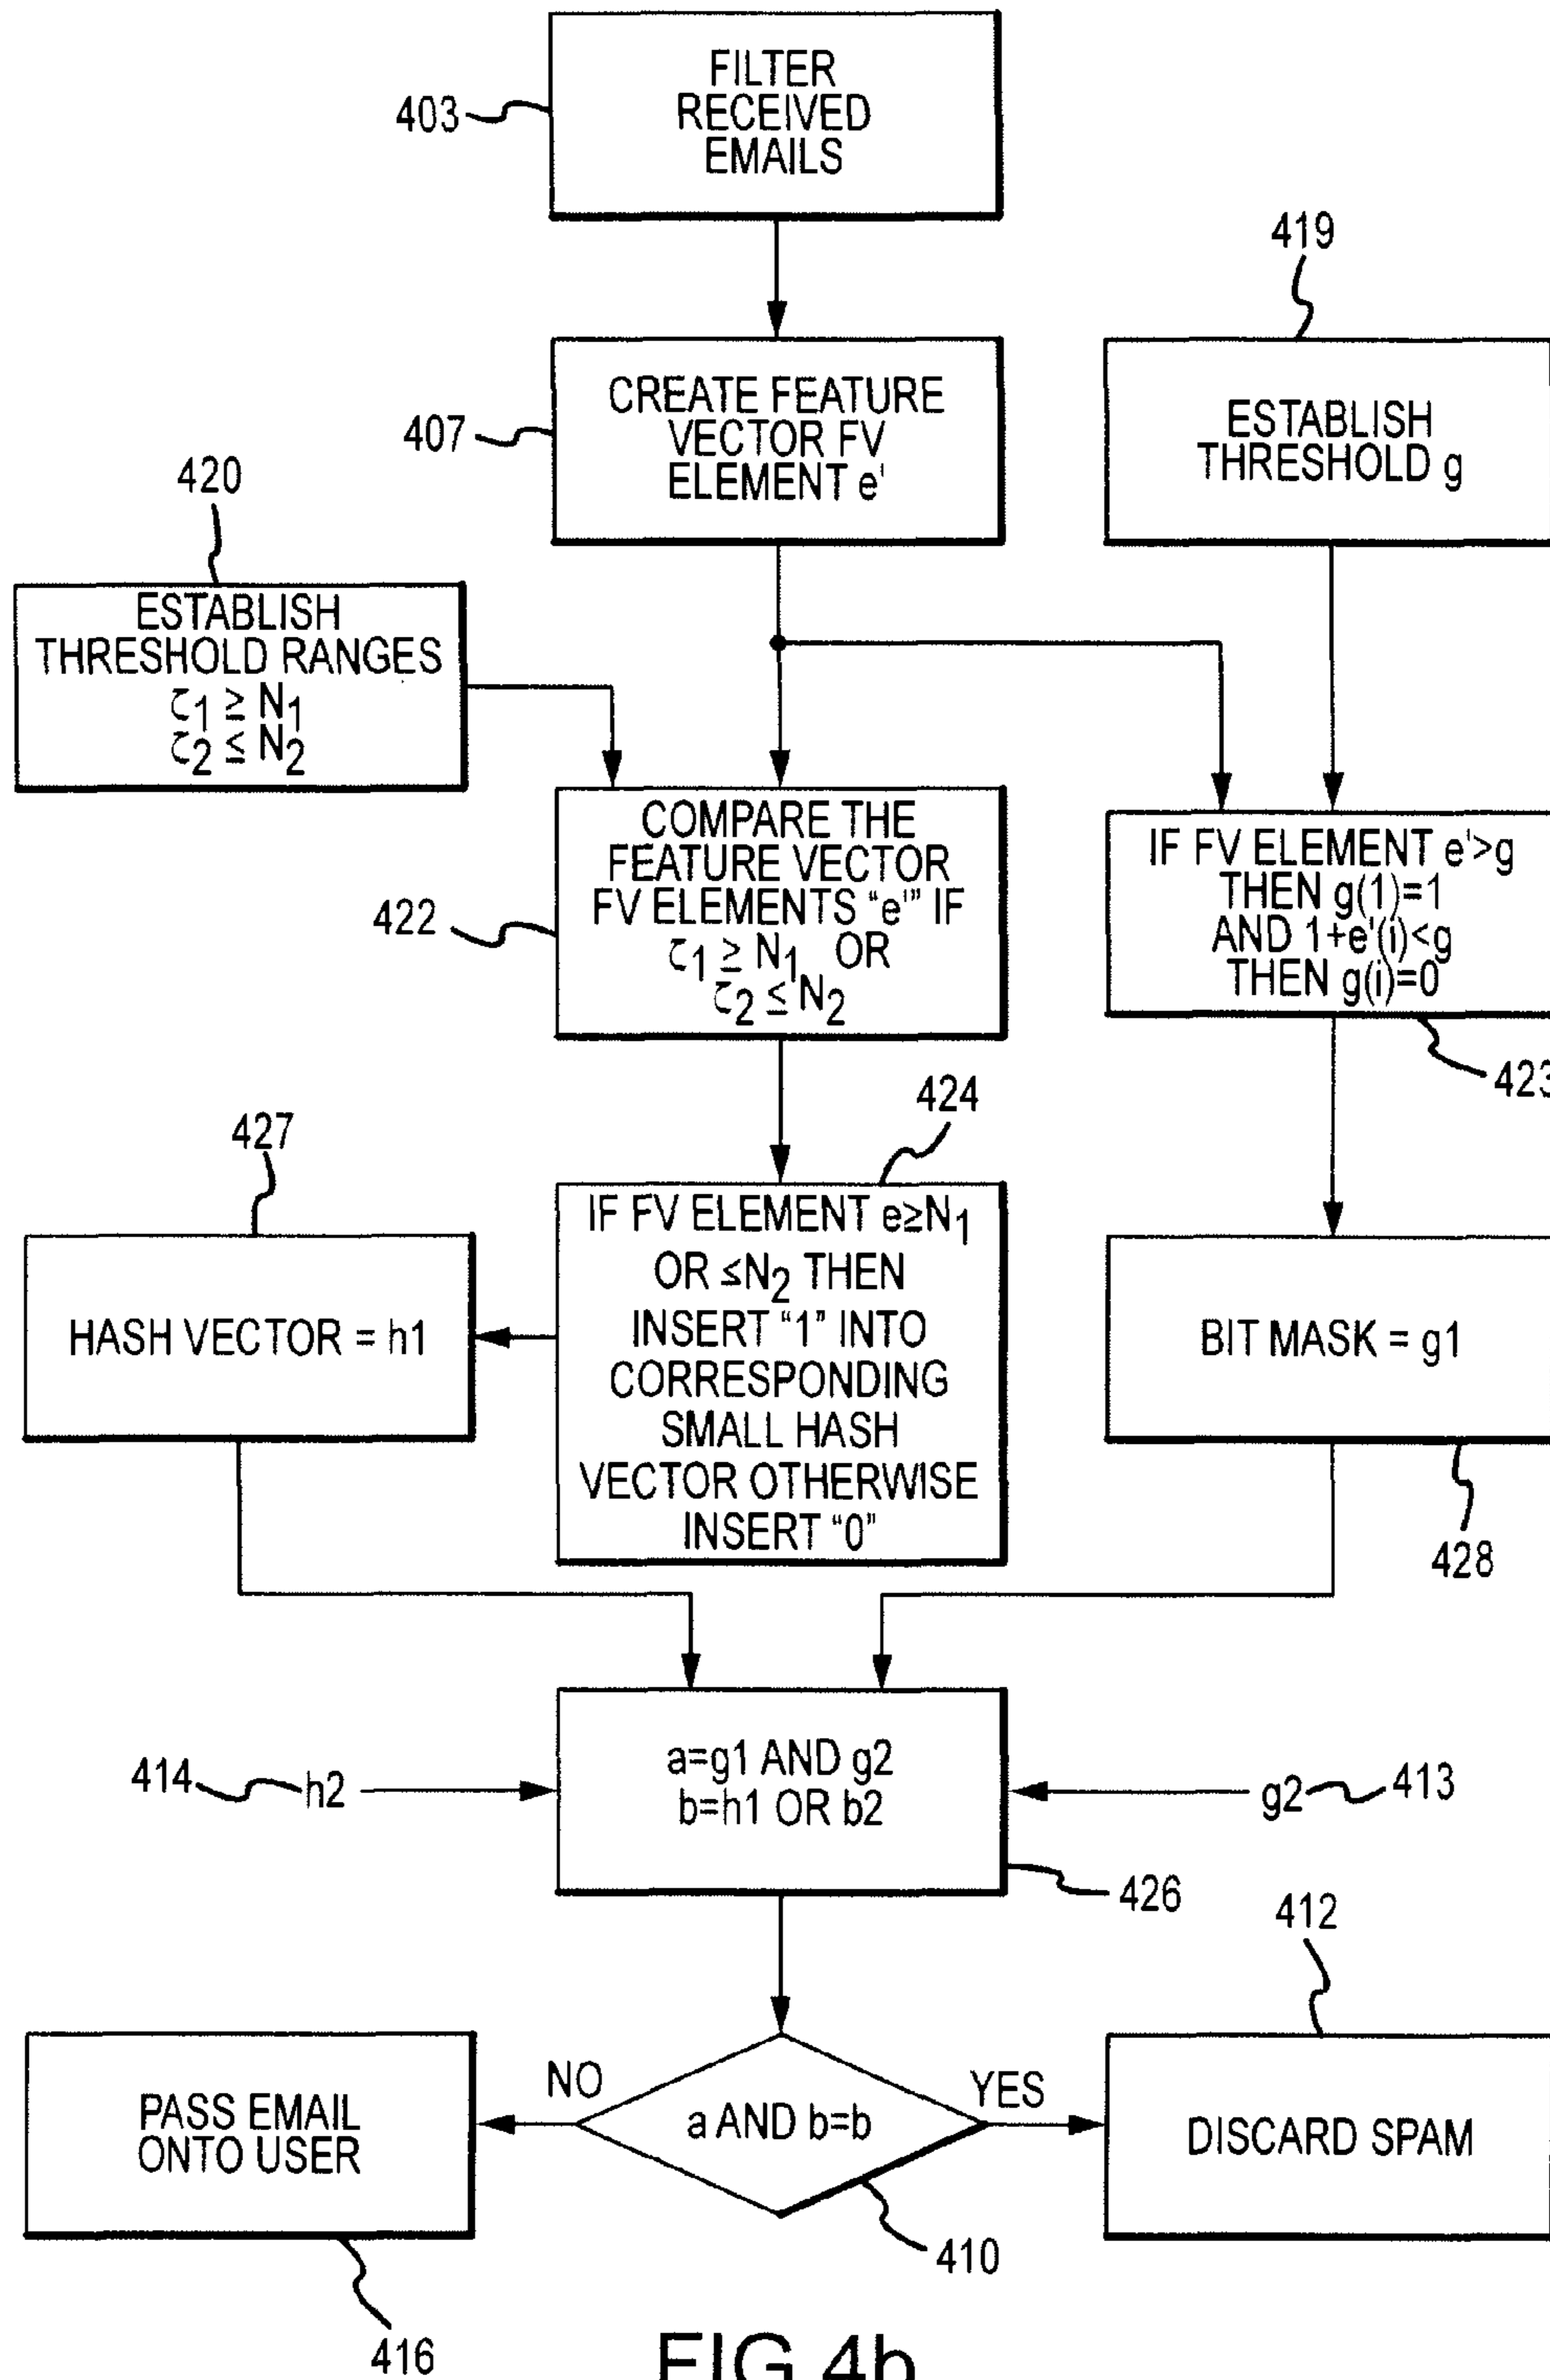 FILTER
RECEIVED
EMAILS
403
419
CREATE FEATURE
VECTOR FV
ELEMENT e'
407
ESTABLISH
THRESHOLD g
420
ESTABLISH
THRESHOLD RANGES
ζ1 ≥ N1
ζ2 ≤ N2
COMPARE THE
FEATURE VECTOR
FV ELEMENTS “e'” IF
ζ1 ≥ N1 OR
ζ2 ≤ N2
422
IF FV ELEMENT e'>g
THEN g(1)=1
AND 1+e'(i)<g
THEN g(i)=0
423
424
427
HASH VECTOR = h1
IF FV ELEMENT e≥N1
OR ≤N2 THEN
INSERT “1” INTO
CORRESPONDING
SMALL HASH
VECTOR OTHERWISE
INSERT “0”
BIT MASK = g1
428
414
h2
a=g1 AND g2
b=h1 OR b2
g2
413
426
412
PASS EMAIL
ONTO USER
NO
a AND b=b
YES
DISCARD SPAM
410
416
FIG.4b